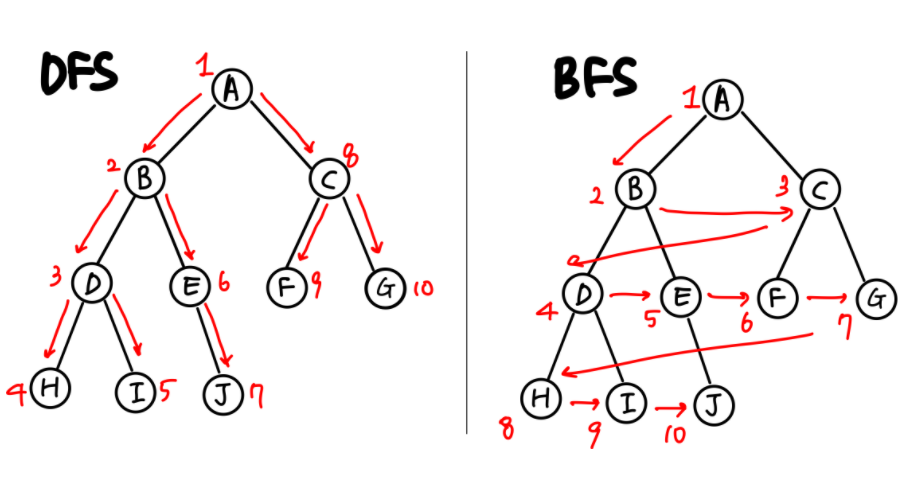 DFS
1 A
2 B
C 8
3 D
E 6
F 9
G 10
4 H
I 5
J 7
BFS
1 A
2 B
3 C
4 D
5 E
6 F
7 G
8 H
9 I
10 J